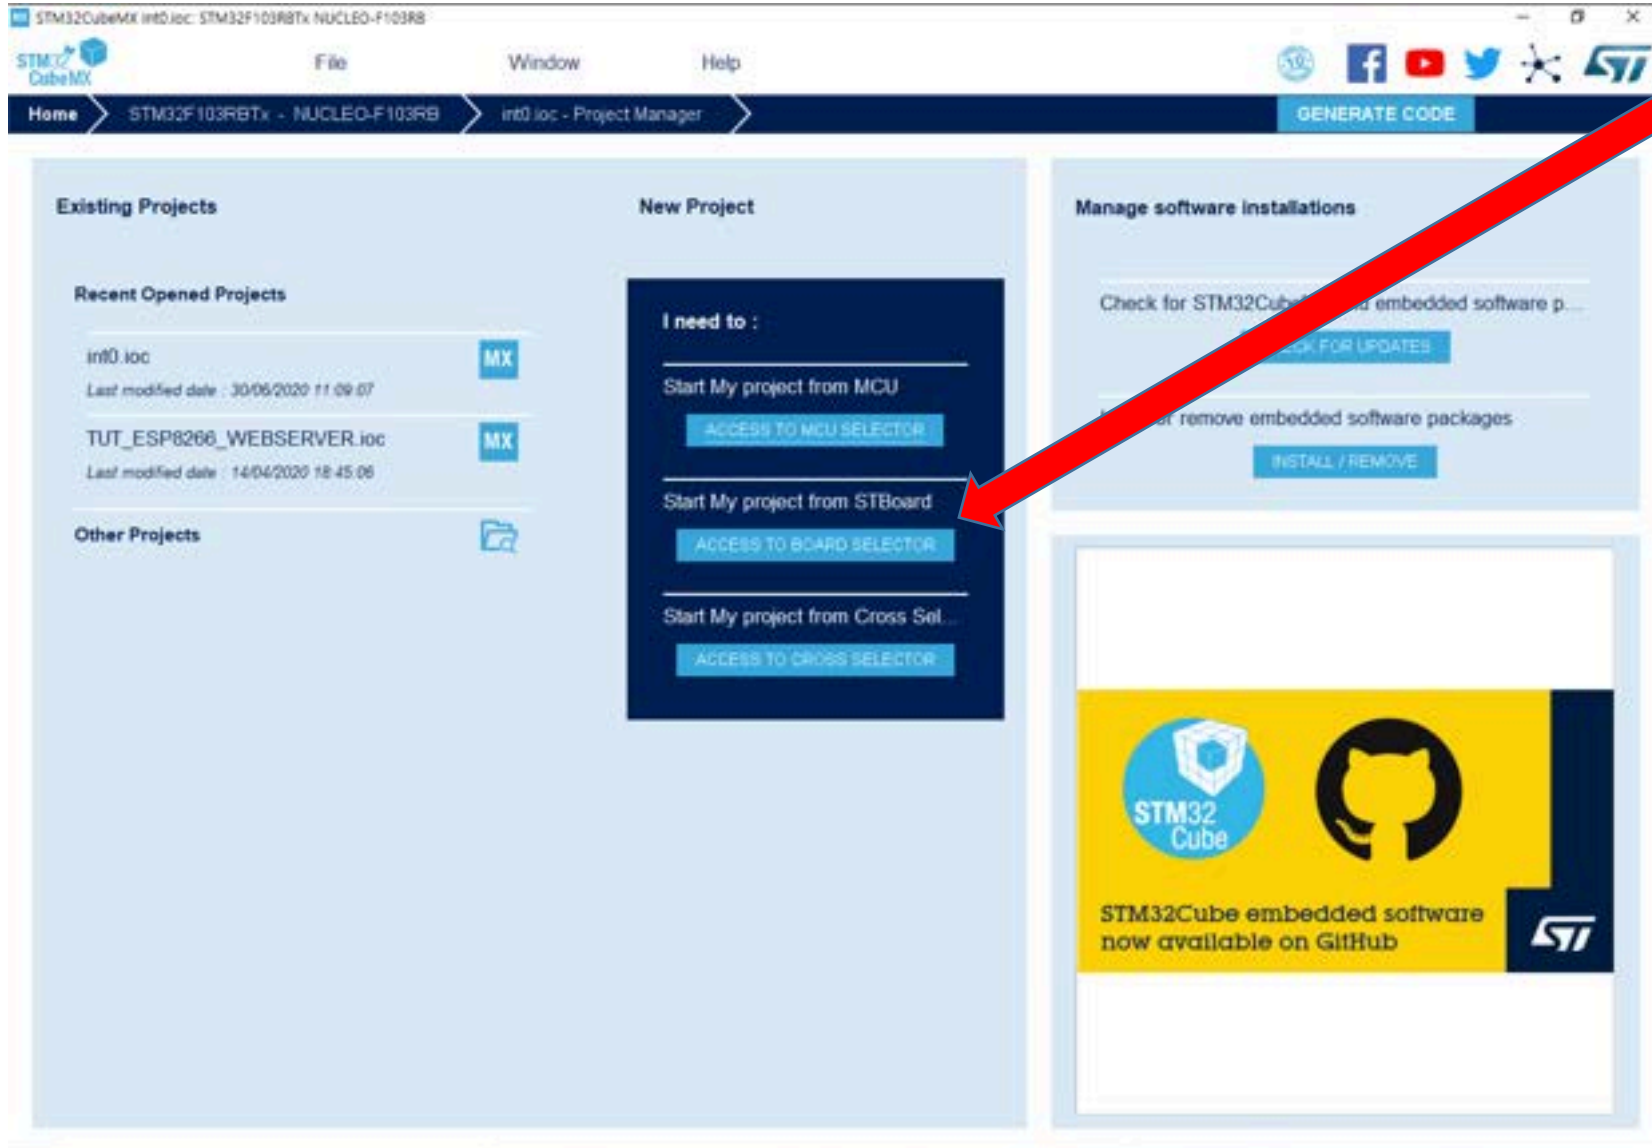 STM32CubeMX int0.ioc: STM32F103RBTx NUCLEO-F103RB
STM32
CubeMX
File
Window
Help
Home
STM32F103RBTx - NUCLEO-F103RB
int0.ioc - Project Manager
GENERATE CODE
Existing Projects
Recent Opened Projects
int0.ioc
MX
Last modified date : 30/06/2020 11:09:07
TUT_ESP8266_WEBSERVER.ioc
MX
Last modified date : 14/04/2020 18:45:06
Other Projects
New Project
I need to :
Start My project from MCU
ACCESS TO MCU SELECTOR
Start My project from STBoard
ACCESS TO BOARD SELECTOR
Start My project from Cross Sel...
ACCESS TO CROSS SELECTOR
Manage software installations
Check for embedded software p...
FOR UPDATES
remove embedded software packages
INSTALL / REMOVE
STM32
Cube
STM32Cube embedded software
now available on GitHub
ST